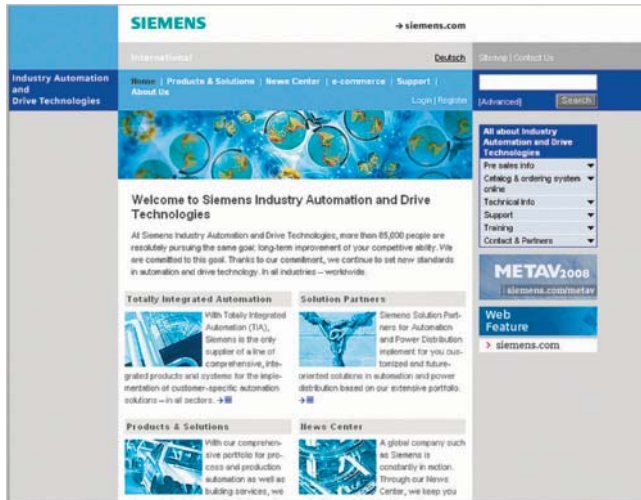 SIEMENS
→ siemens.com
International
Deutsch
Sitemap | Contact Us
Industry Automation
and
Drive Technologies
Home | Products & Solutions | News Center | e-commerce | Support |
About Us
Login | Register
[Advanced]
Search
All about Industry
Automation and Drive
Technologies
Pre sales info
Catalog & ordering system
online
Technical Info
Support
Training
Contact & Partners
METAV2008
siemens.com/metav
Web
Feature
> siemens.com
Welcome to Siemens Industry Automation and Drive
Technologies
At Siemens Industry Automation and Drive Technologies, more than 85,000 people are
resolutely pursuing the same goal: long-term improvement of your competitive ability. We
are committed to this goal. Thanks to our commitment, we continue to set new standards
in automation and drive technology. In all industries – worldwide.
Totally Integrated Automation
With Totally Integrated
Automation (TIA),
Siemens is the only
supplier of a line of
comprehensive, inte-
grated products and systems for the imple-
mentation of customer-specific automation
solutions – in all sectors. →
Solution Partners
Siemens Solution Part-
ners for Automation
and Power Distribution
implement for you cus-
tomized and future-
oriented solutions in automation and power
distribution based on our extensive portfolio.
→
Products & Solutions
With our comprehen-
sive portfolio for pro-
cess and production
automation as well as
building services, we
News Center
A global company such
as Siemens is
constantly in motion.
Through our News
Center, we keep you